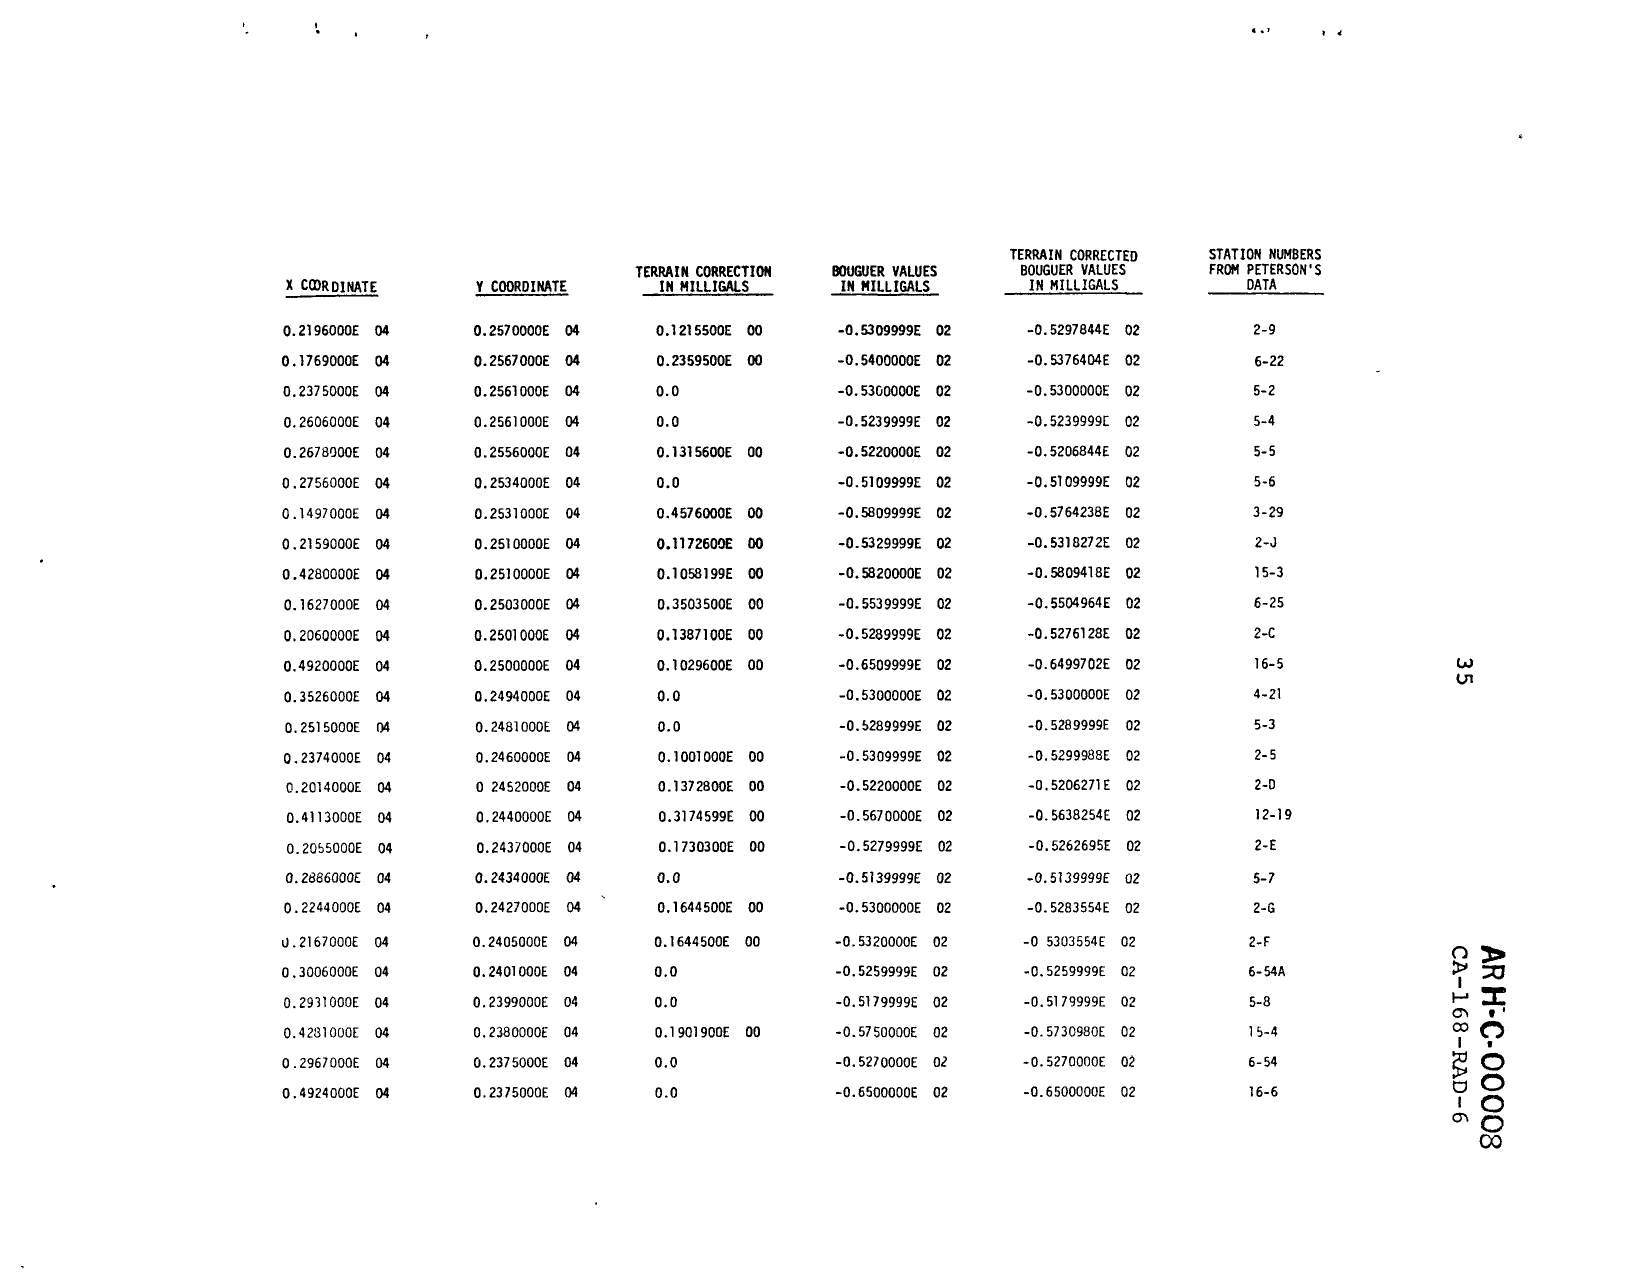 TERRAIN CORRECTED STATION NUMBERS
TERRAIN CORRECTION BOUGUER VALUES BOUGUER VALUES FROM PETERSON'S
X COORDINATE Y COORDINATE IN MILLIGALS IN MILLIGALS IN MILLIGALS DATA
0.2196000E 04 0.2570000E 04 0.1215500E 00 -0.5309999E 02 -0.5297844E 02 2-9
0.1769000E 04 0.2567000E 04 0.2359500E 00 -0.5400000E 02 -0.5376404E 02 6-22
0.2375000E 04 0.2561000E 04 0.0 -0.5300000E 02 -0.5300000E 02 5-2
0.2606000E 04 0.2561000E 04 0.0 -0.5239999E 02 -0.5239999E 02 5-4
0.2678000E 04 0.2556000E 04 0.1315600E 00 -0.5220000E 02 -0.5206844E 02 5-5
0.2756000E 04 0.2534000E 04 0.0 -0.5109999E 02 -0.5109999E 02 5-6
0.1497000E 04 0.2531000E 04 0.4576000E 00 -0.5809999E 02 -0.5764238E 02 3-29
0.2159000E 04 0.2510000E 04 0.1172600E 00 -0.5329999E 02 -0.5318272E 02 2-J
0.4280000E 04 0.2510000E 04 0.1058199E 00 -0.5820000E 02 -0.5809418E 02 15-3
0.1627000E 04 0.2503000E 04 0.3503500E 00 -0.5539999E 02 -0.5504964E 02 6-25
0.2060000E 04 0.2501000E 04 0.1387100E 00 -0.5289999E 02 -0.5276128E 02 2-C
0.4920000E 04 0.2500000E 04 0.1029600E 00 -0.6509999E 02 -0.6499702E 02 16-5
0.3526000E 04 0.2494000E 04 0.0 -0.5300000E 02 -0.5300000E 02 4-21
0.2515000E 04 0.2481000E 04 0.0 -0.5289999E 02 -0.5289999E 02 5-3
0.2374000E 04 0.2460000E 04 0.1001000E 00 -0.5309999E 02 -0.5299988E 02 2-5
0.2014000E 04 0 2452000E 04 0.1372800E 00 -0.5220000E 02 -0.5206271E 02 2-D
0.4113000E 04 0.2440000E 04 0.3174599E 00 -0.5670000E 02 -0.5638254E 02 12-19
0.2055000E 04 0.2437000E 04 0.1730300E 00 -0.5279999E 02 -0.5262695E 02 2-E
0.2886000E 04 0.2434000E 04 0.0 -0.5139999E 02 -0.5139999E 02 5-7
0.2244000E 04 0.2427000E 04 0.1644500E 00 -0.5300000E 02 -0.5283554E 02 2-G
0.2167000E 04 0.2405000E 04 0.1644500E 00 -0.5320000E 02 -0 5303554E 02 2-F
0.3006000E 04 0.2401000E 04 0.0 -0.5259999E 02 -0.5259999E 02 6-54A
0.2931000E 04 0.2399000E 04 0.0 -0.5179999E 02 -0.5179999E 02 5-8
0.4281000E 04 0.2380000E 04 0.1901900E 00 -0.5750000E 02 -0.5730980E 02 15-4
0.2967000E 04 0.2375000E 04 0.0 -0.5270000E 02 -0.5270000E 02 6-54
0.4924000E 04 0.2375000E 04 0.0 -0.6500000E 02 -0.6500000E 02 16-6
35
ARH-C-00008
CA-168-RAD-6